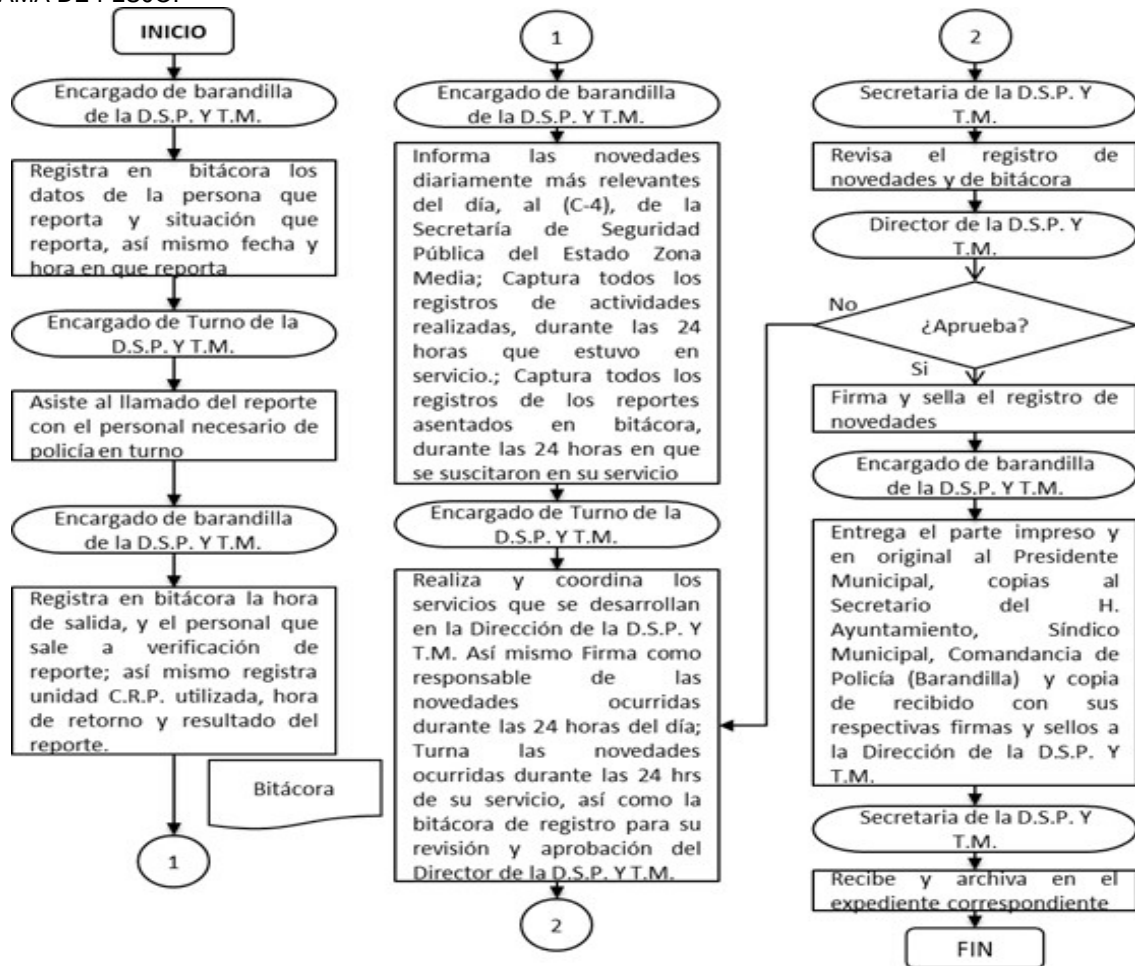 INICIO
Encargado de barandilla
de la D.S.P. Y T.M.
Registra en bitácora los
datos de la persona que
reporta y situación que
reporta, así mismo fecha y
hora en que reporta
Encargado de Turno de la
D.S.P. Y T.M.
Asiste al llamado del reporte
con el personal necesario de
policía en turno
Encargado de barandilla
de la D.S.P. Y T.M.
Registra en bitácora la hora
de salida, y el personal que
sale a verificación de
reporte; así mismo registra
unidad C.R.P. utilizada, hora
de retorno y resultado del
reporte.
Bitácora
1
1
Encargado de barandilla
de la D.S.P. Y T.M.
Informa las novedades
diariamente más relevantes
del día, al (C-4), de la
Secretaría de Seguridad
Pública del Estado Zona
Media; Captura todos los
registros de actividades
realizadas, durante las 24
horas que estuvo en
servicio.; Captura todos los
registros de los reportes
asentados en bitácora,
durante las 24 horas en que
se suscitaron en su servicio
Encargado de Turno de la
D.S.P. Y T.M.
Realiza y coordina los
servicios que se desarrollan
en la Dirección de la D.S.P. Y
T.M. Así mismo Firma como
responsable de las
novedades ocurridas
durante las 24 horas del día;
Turna las novedades
ocurridas durante las 24 hrs
de su servicio, así como la
bitácora de registro para su
revisión y aprobación del
Director de la D.S.P. Y T.M.
2
2
Secretaria de la D.S.P. Y
T.M.
Revisa el registro de
novedades y de bitácora
Director de la D.S.P. Y
T.M.
No
¿Aprueba?
Si
Firma y sella el registro de
novedades
Encargado de barandilla
de la D.S.P. Y T.M.
Entrega el parte impreso y
en original al Presidente
Municipal, copias al
Secretario del H.
Ayuntamiento, Síndico
Municipal, Comandancia de
Policía (Barandilla) y copia
de recibido con sus
respectivas firmas y sellos a
la Dirección de la D.S.P. Y
T.M.
Secretaria de la D.S.P. Y
T.M.
Recibe y archiva en el
expediente correspondiente
FIN